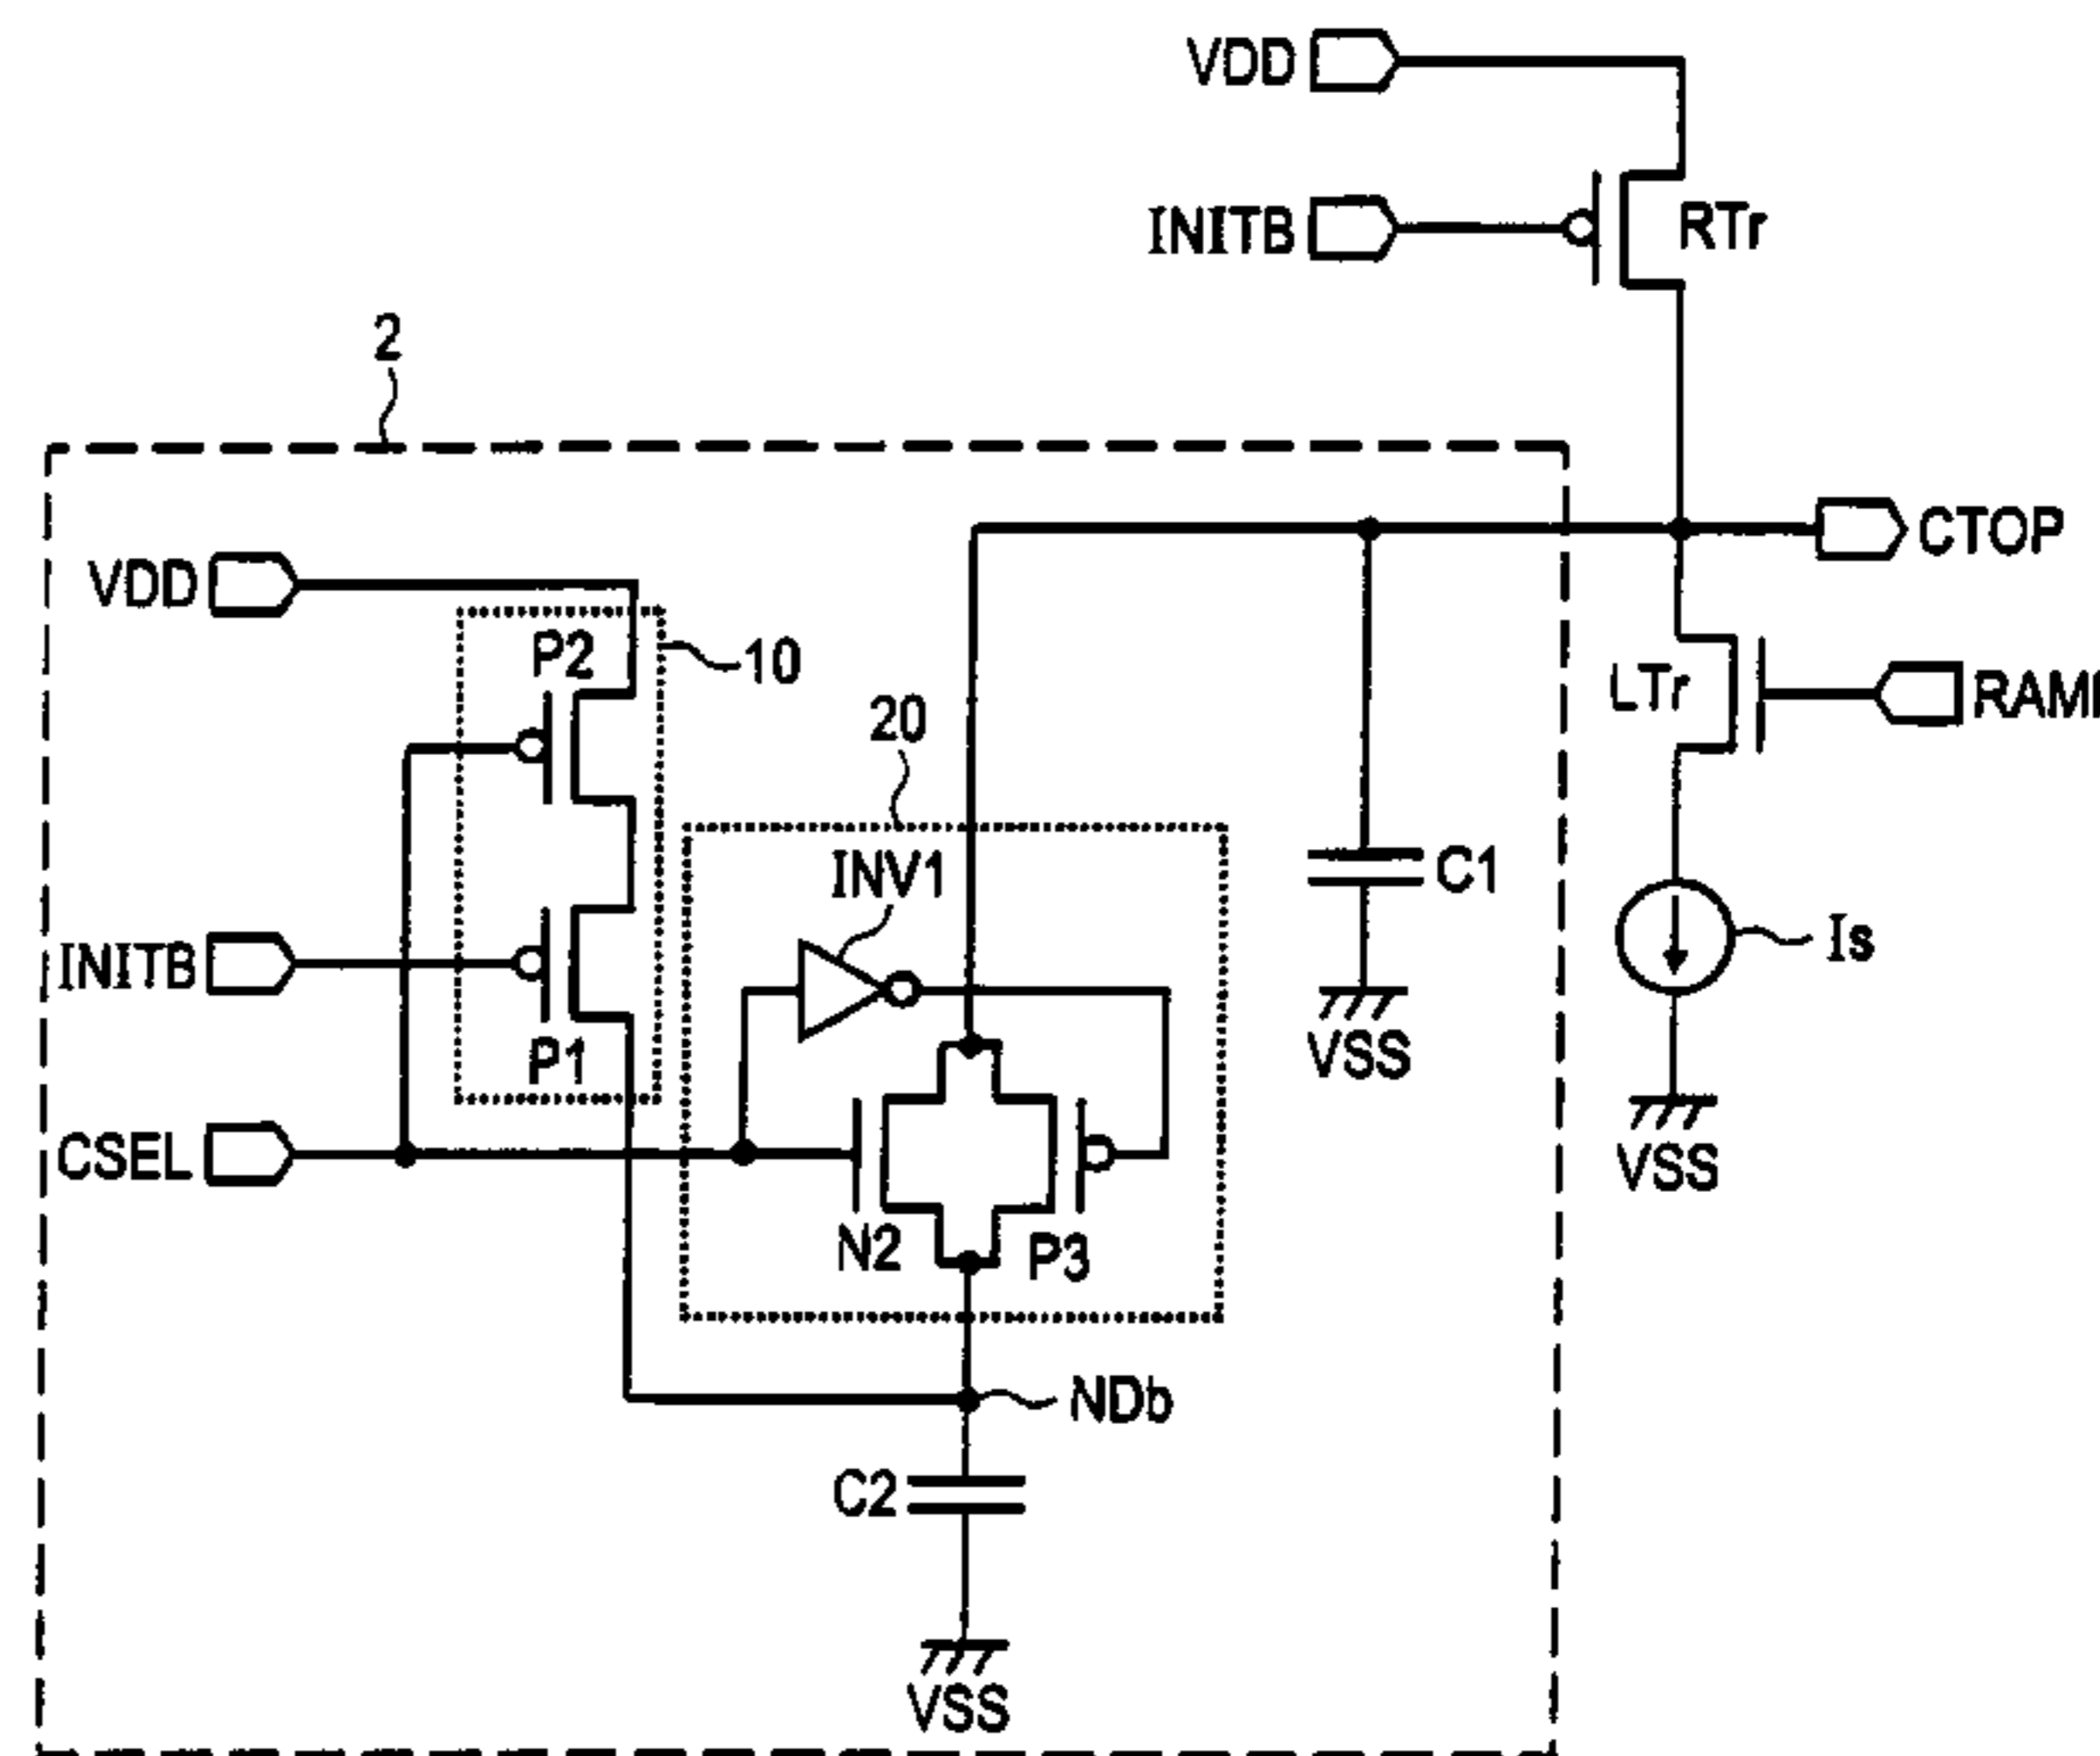 VDD
INITB
RTr
2
CTOP
VDD
P2
10
LTr
20
INV1
C1
Is
INITB
P1
VSS
CSEL
VSS
N2
P3
NDb
C2
VSS